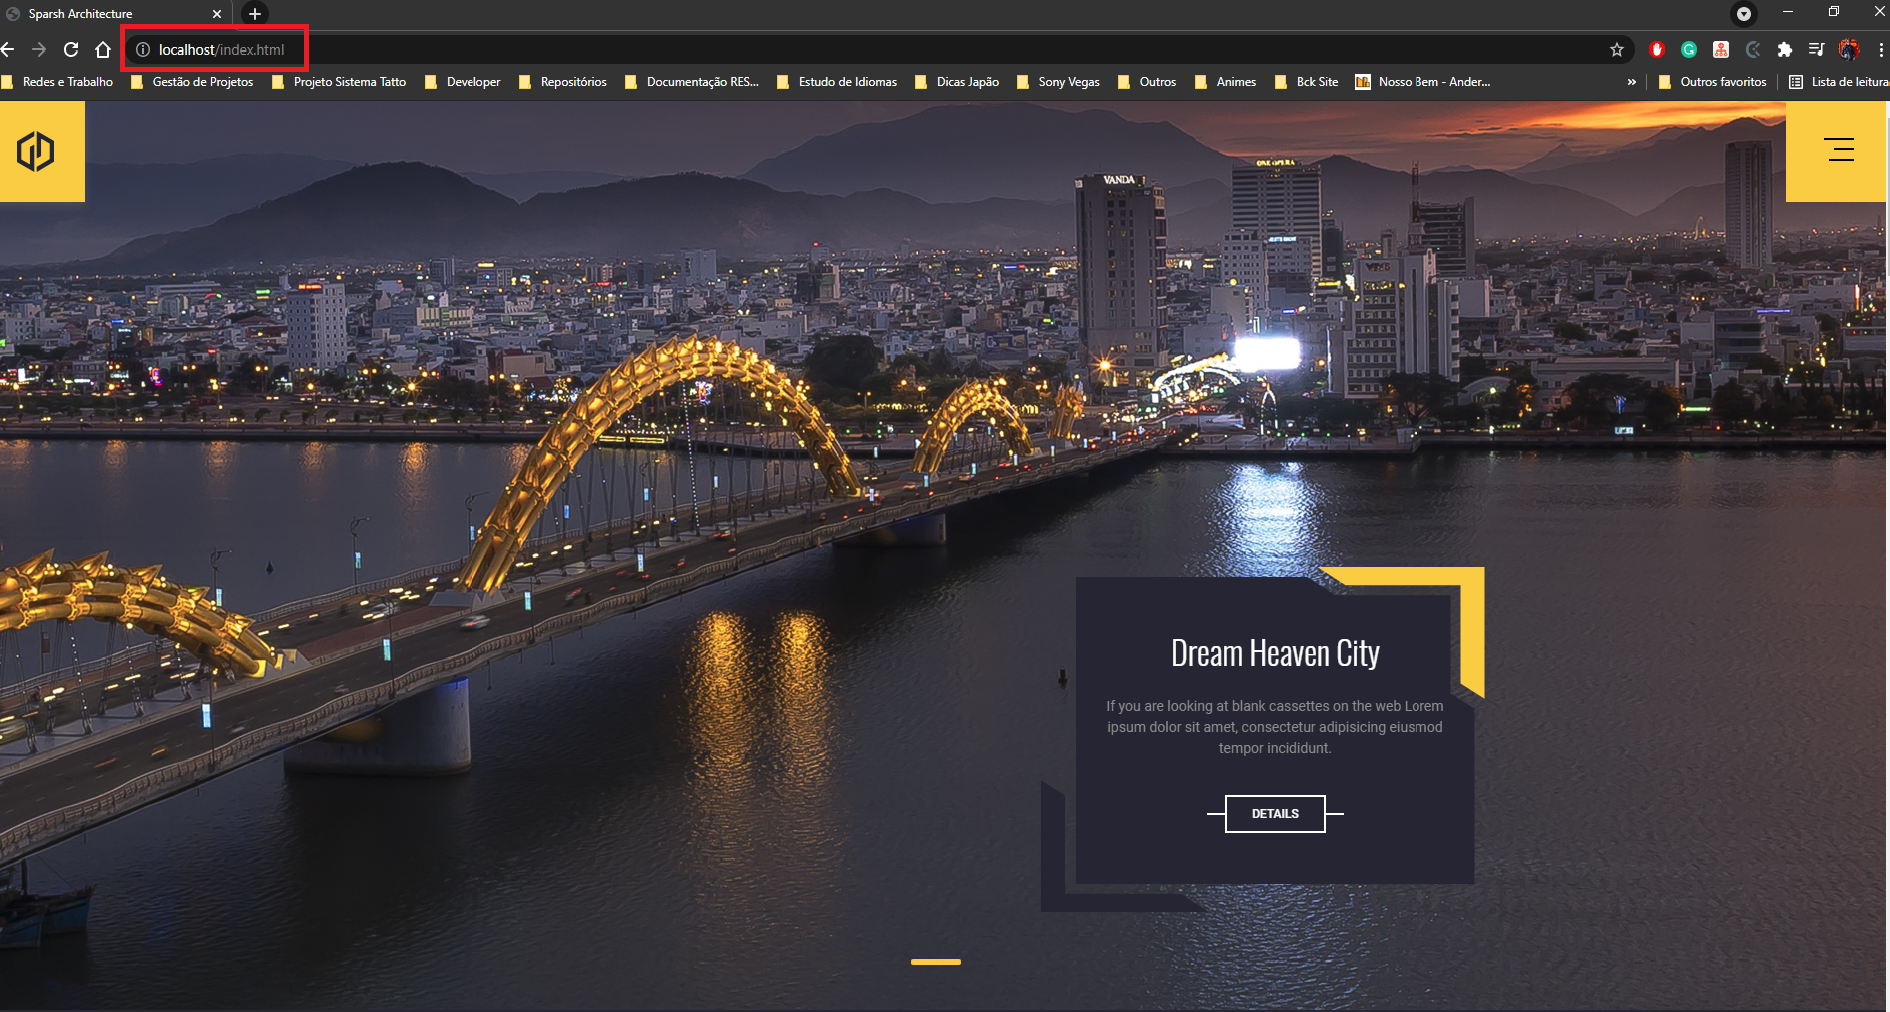 Sparsh Architecture
localhost/index.html
Redes e Trabalho
Gestão de Projetos
Projeto Sistema Tatto
Developer
Repositórios
Documentação RES...
Estudo de Idiomas
Dicas Japão
Sony Vegas
Outros
Animes
Bck Site
Nosso Bem - Ander...
»
Outros favoritos
Lista de leitura
ONE OPERA
VANDA
Dream Heaven City
If you are looking at blank cassettes on the web Lorem
ipsum dolor sit amet, consectetur adipisicing eiusmod
tempor incididunt.
DETAILS